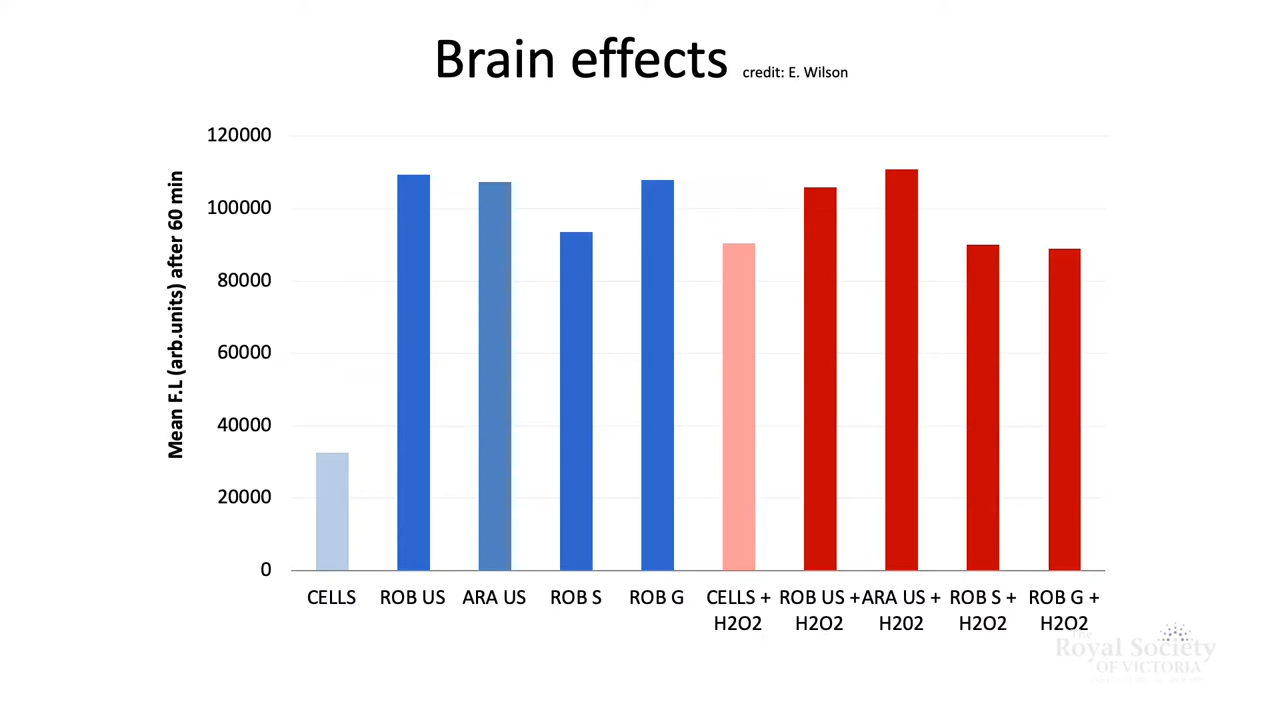 Brain effects credit: E. Wilson
Mean F.L (arb.units) after 60 min
120000
100000
80000
60000
40000
20000
0
CELLS ROB US ARA US ROB S ROB G CELLS + ROB US + ARA US + ROB S + ROB G +
H2O2 H2O2 H202 H2O2 H2O2
The
Royal Society
OF VICTORIA